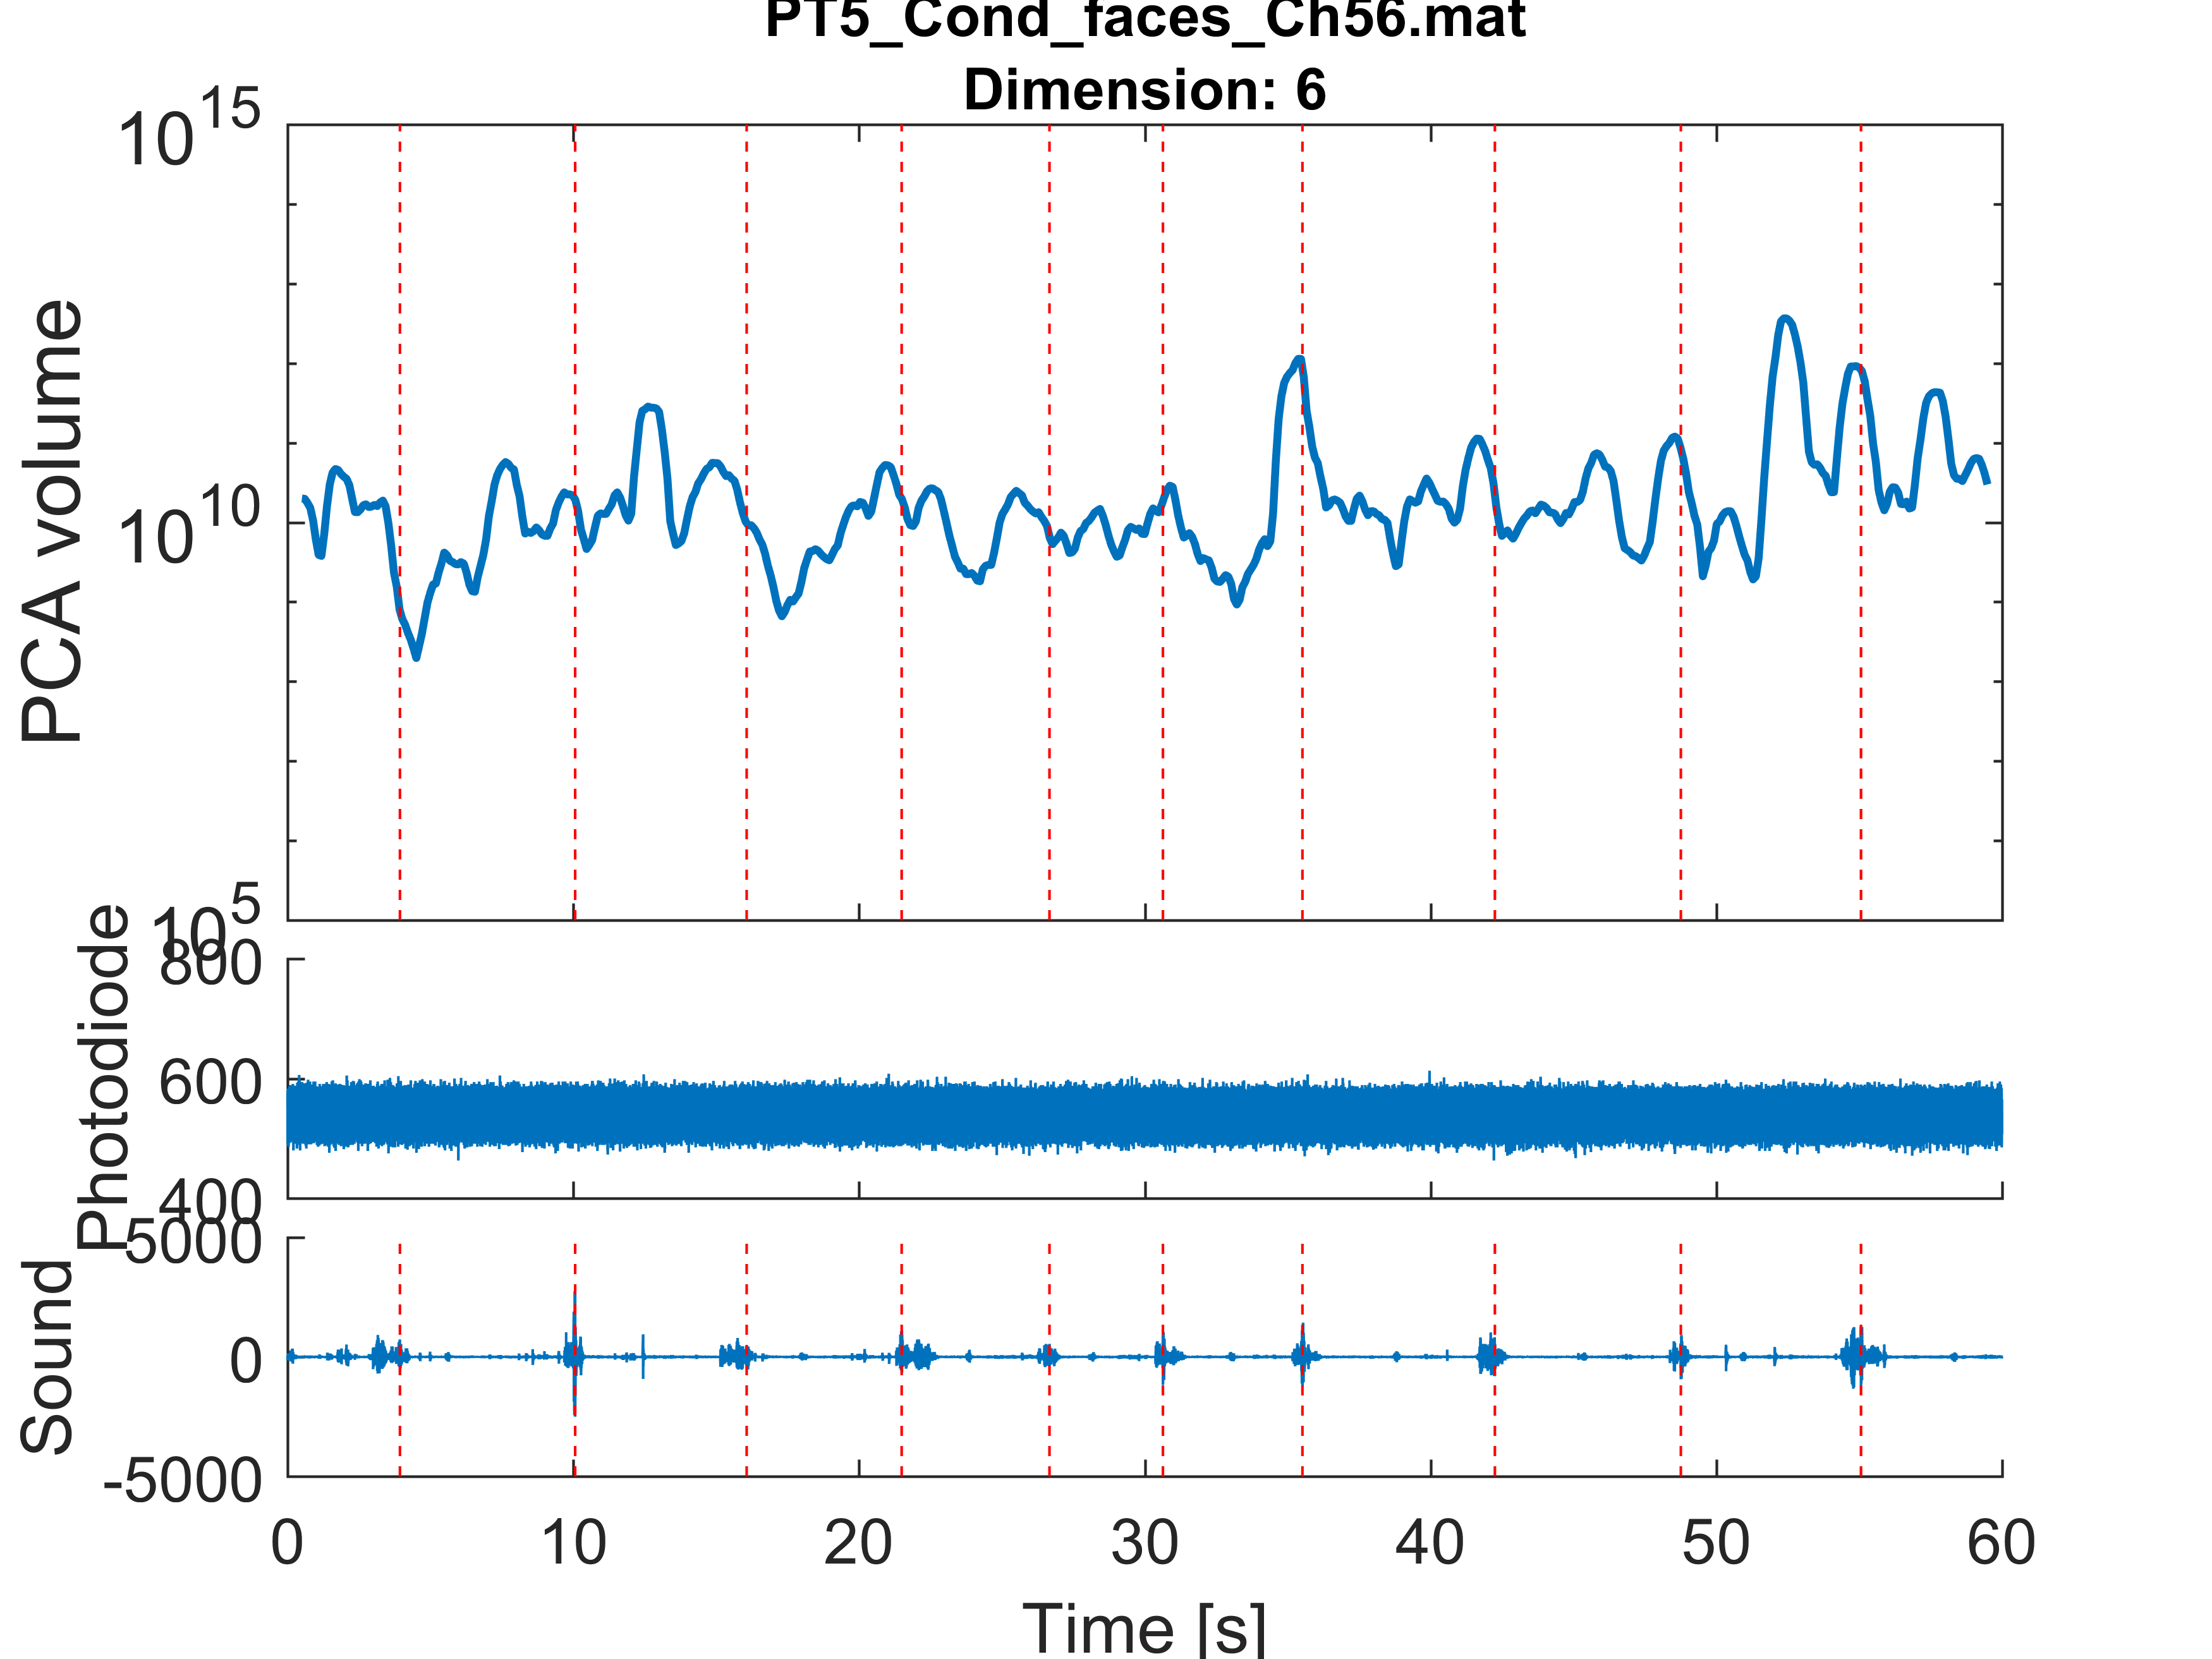 PT5_Cond_faces_Ch56.mat
Dimension: 6
10^15
10^10
10^5
PCA volume
800
600
400
Photodiode
5000
0
-5000
Sound
0 10 20 30 40 50 60
Time [s]